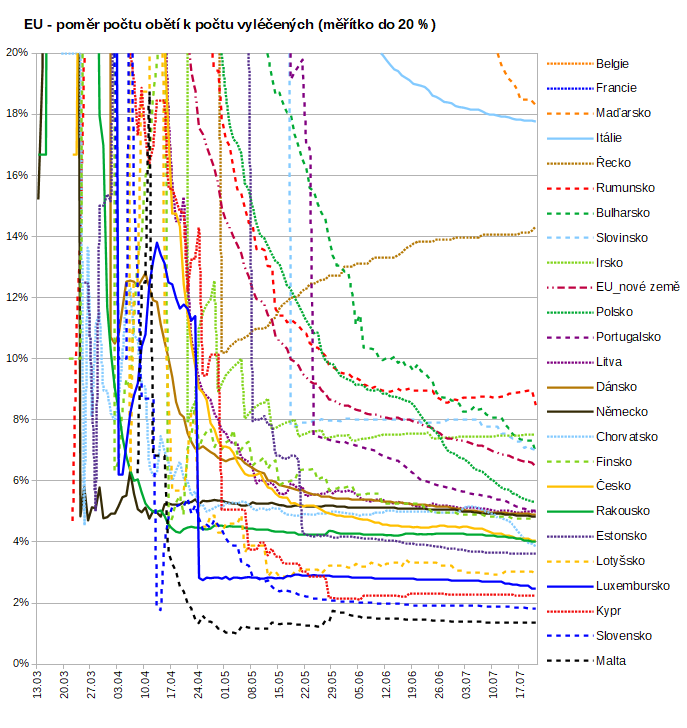 EU - poměr počtu obětí k počtu vyléčených (měřítko do 20 %)
20%
18%
16%
14%
12%
10%
8%
6%
4%
2%
0%
13.03
20.03
27.03
03.04
10.04
17.04
24.04
01.05
08.05
15.05
22.05
29.05
05.06
12.06
19.06
26.06
03.07
10.07
17.07
Belgie
Francie
Maďarsko
Itálie
Řecko
Rumunsko
Bulharsko
Slovinsko
Irsko
EU_nové země
Polsko
Portugalsko
Litva
Dánsko
Německo
Chorvatsko
Finsko
Česko
Rakousko
Estonsko
Lotyšsko
Luxembursko
Kypr
Slovensko
Malta